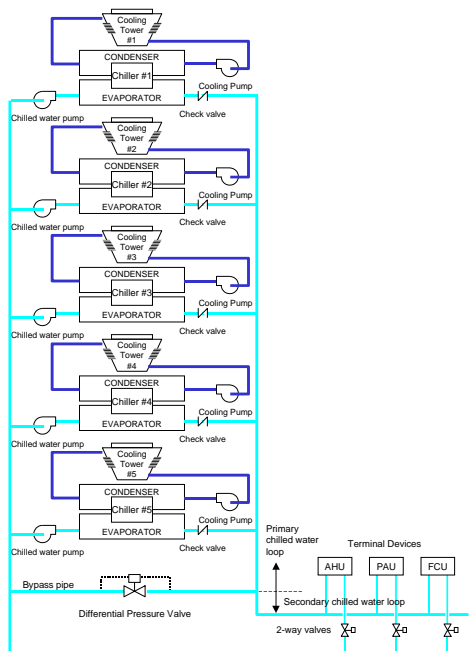 Cooling
Tower
#1
CONDENSER
Chiller #1
Cooling Pump
EVAPORATOR
Chilled water pump
Check valve
Cooling
Tower
#2
CONDENSER
Chiller #2
Cooling Pump
EVAPORATOR
Chilled water pump
Check valve
Cooling
Tower
#3
CONDENSER
Chiller #3
Cooling Pump
EVAPORATOR
Chilled water pump
Check valve
Cooling
Tower
#4
CONDENSER
Chiller #4
Cooling Pump
EVAPORATOR
Chilled water pump
Check valve
Cooling
Tower
#5
CONDENSER
Chiller #5
Cooling Pump
EVAPORATOR
Chilled water pump
Check valve
Primary
chilled water
loop
Terminal Devices
AHU
PAU
FCU
Bypass pipe
Secondary chilled water loop
Differential Pressure Valve
2-way valves